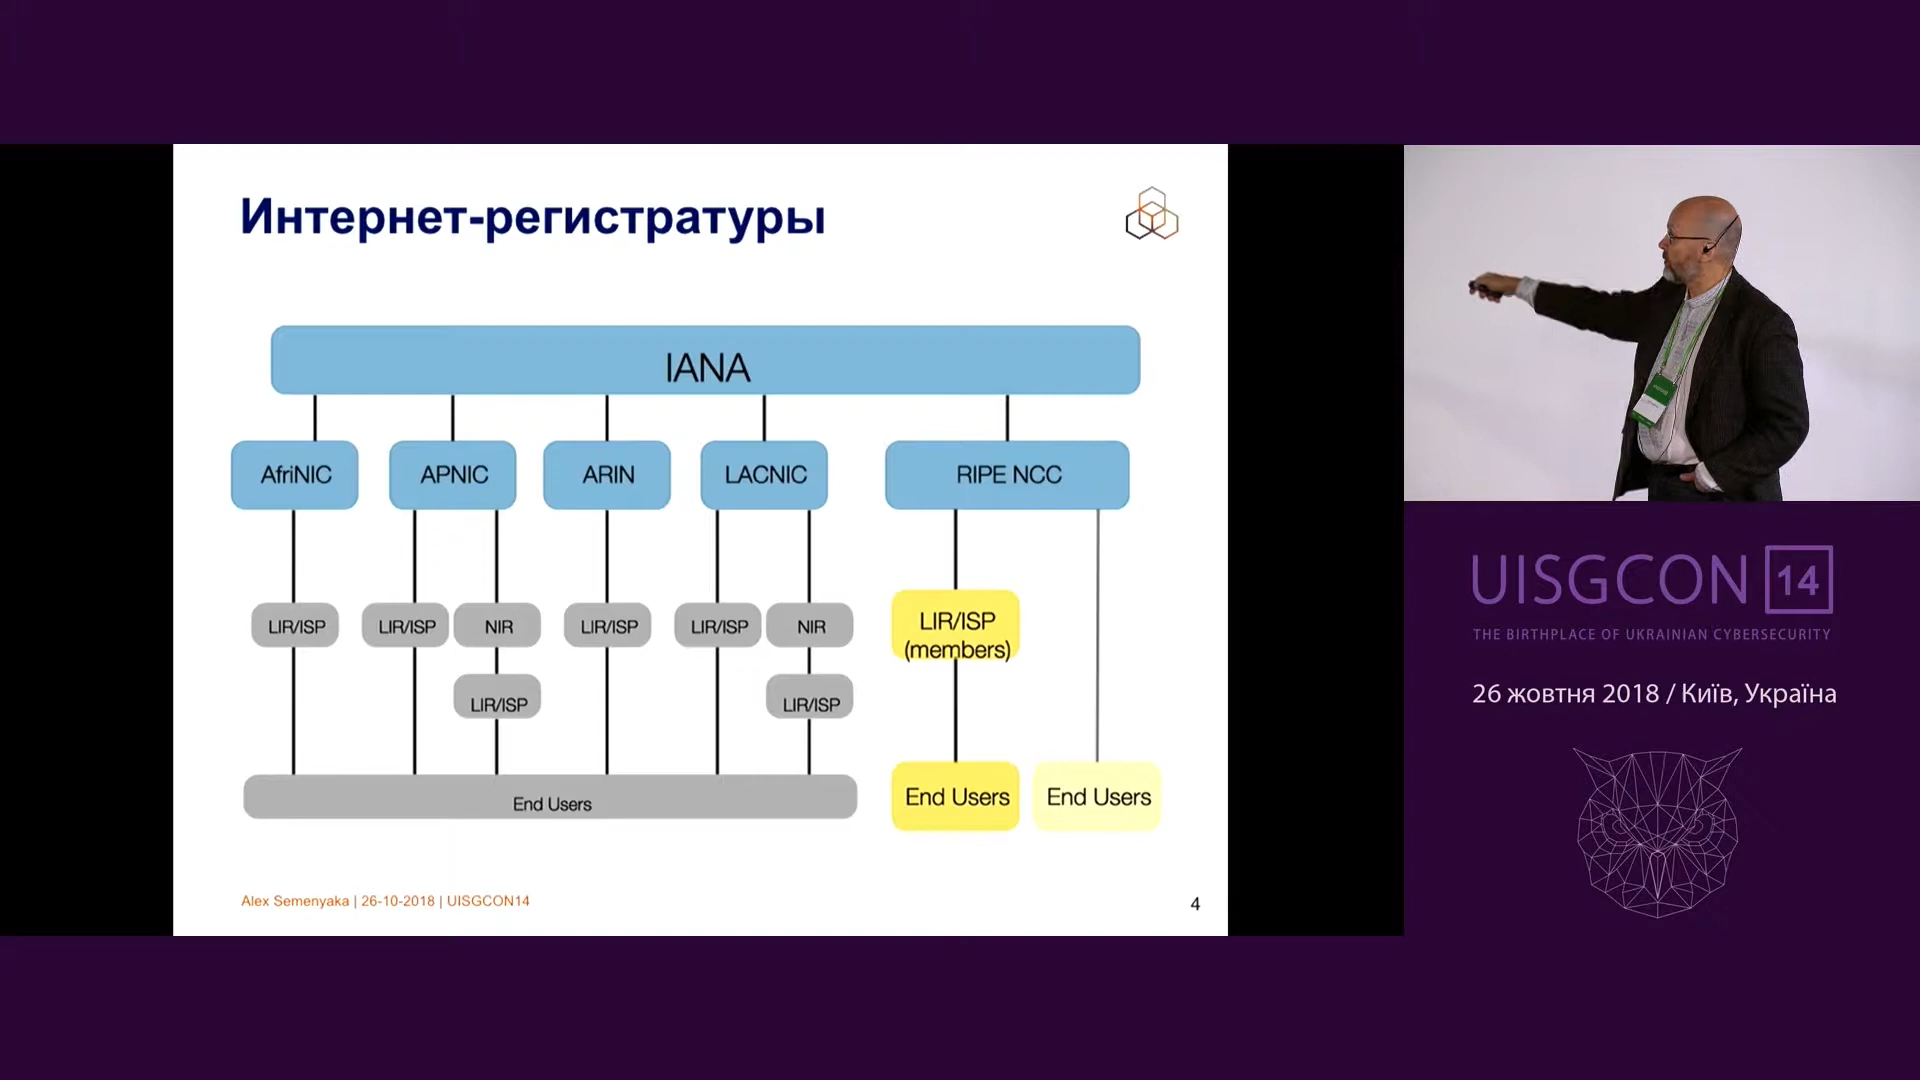 Интернет-регистратуры
IANA
AfriNIC
APNIC
ARIN
LACNIC
RIPE NCC
LIR/ISP
LIR/ISP
NIR
LIR/ISP
LIR/ISP
NIR
LIR/ISP
(members)
LIR/ISP
LIR/ISP
End Users
End Users
End Users
Alex Semenyaka | 26-10-2018 | UISGCON14
4
UISGCON 14
THE BIRTHPLACE OF UKRAINIAN CYBERSECURITY
26 жовтня 2018 / Київ, Україна